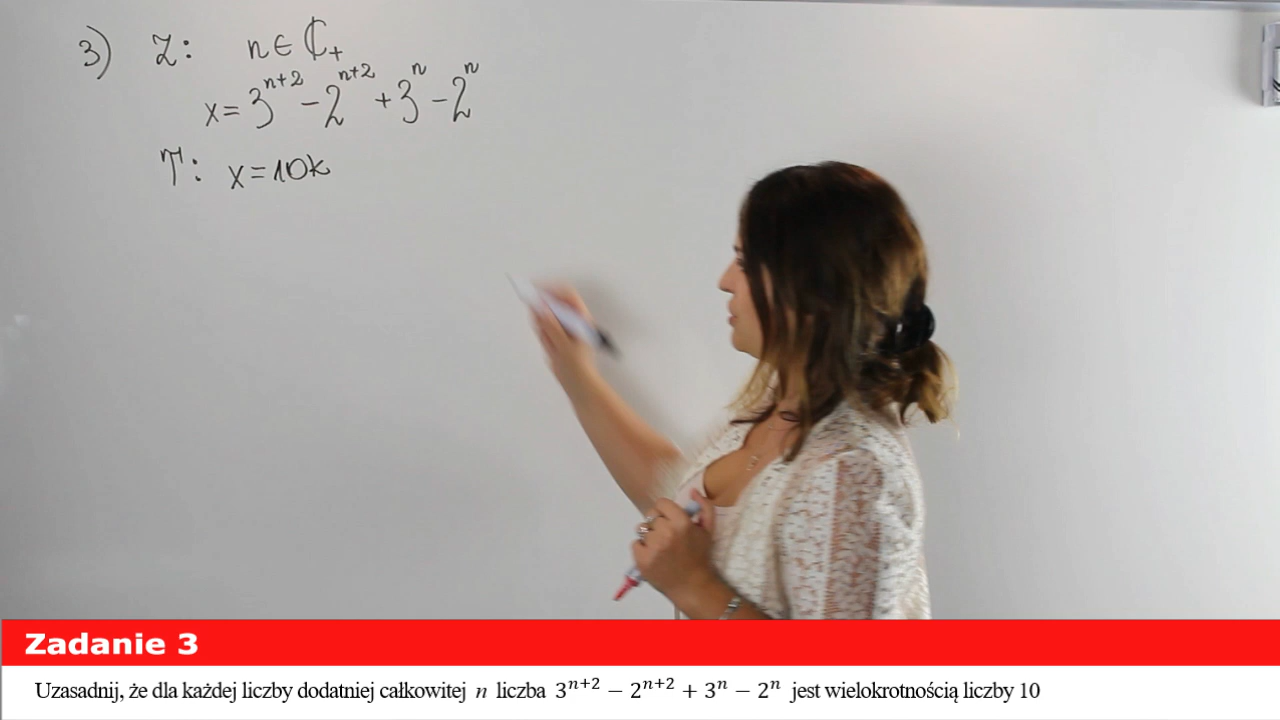 3) Z: n ∈ ℂ₊
x = 3^{n+2} - 2^{n+2} + 3^n - 2^n
T: x = 10k
Zadanie 3
Uzasadnij, że dla każdej liczby dodatniej całkowitej n liczba 3^{n+2} − 2^{n+2} + 3^n − 2^n jest wielokrotnością liczby 10